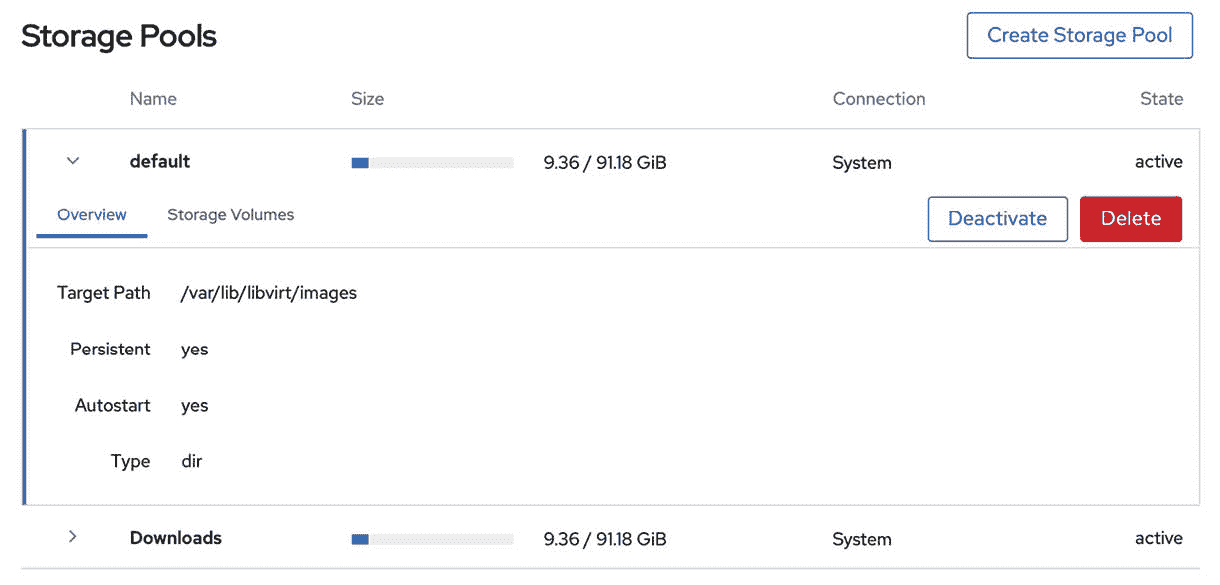 Storage Pools
Create Storage Pool
Name Size Connection State
default 9.36 / 91.18 GiB System active
Overview Storage Volumes Deactivate Delete
Target Path /var/lib/libvirt/images
Persistent yes
Autostart yes
Type dir
Downloads 9.36 / 91.18 GiB System active